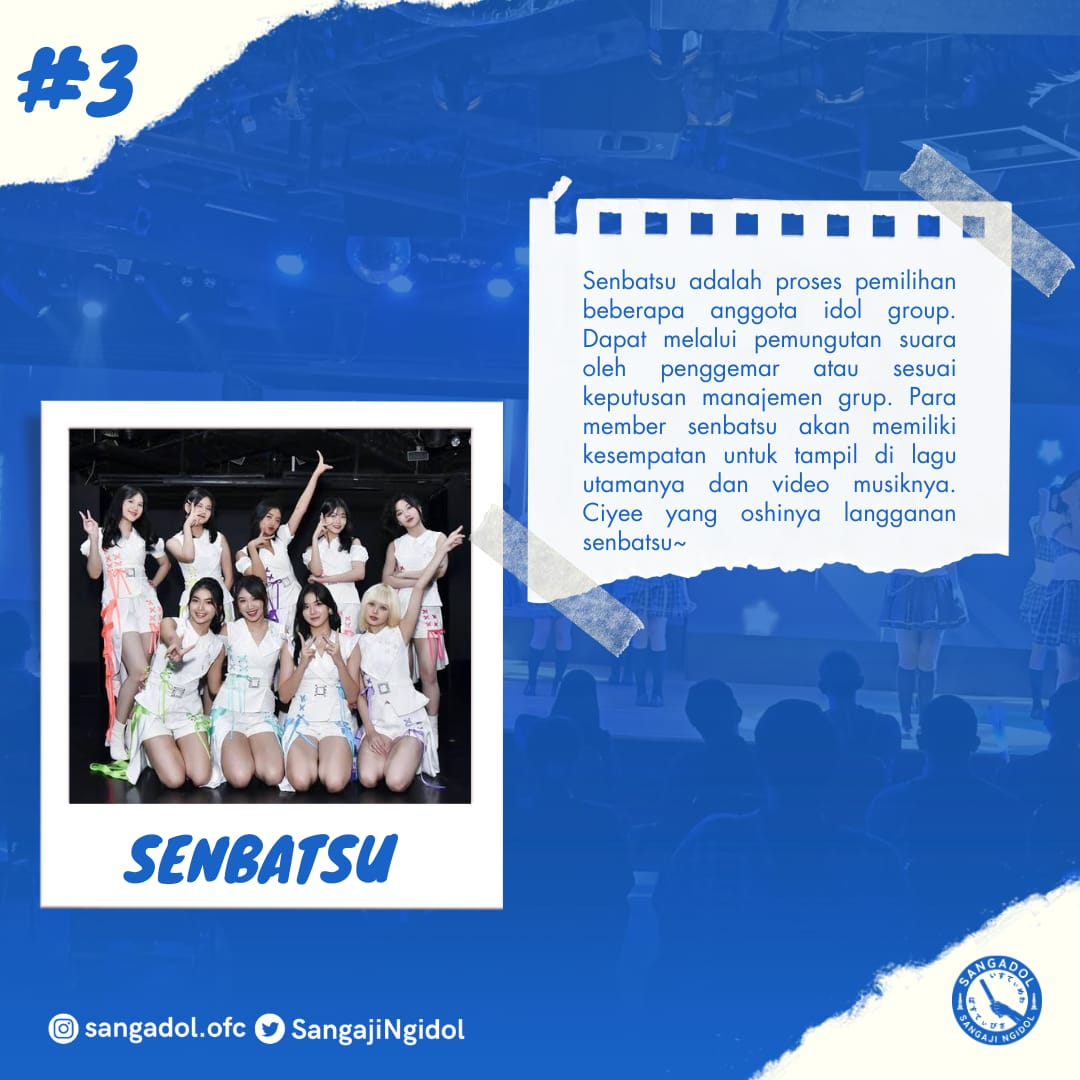 #3
Senbatsu adalah proses pemilihan
beberapa anggota idol group.
Dapat melalui pemungutan suara
oleh penggemar atau sesuai
keputusan manajemen grup. Para
member senbatsu akan memiliki
kesempatan untuk tampil di lagu
utamanya dan video musiknya.
Ciyee yang oshinya langganan
senbatsu~
SENBATSU
sangadol.ofc SangajiNgidol
SANGADOL
SANGAJI NGIDOL